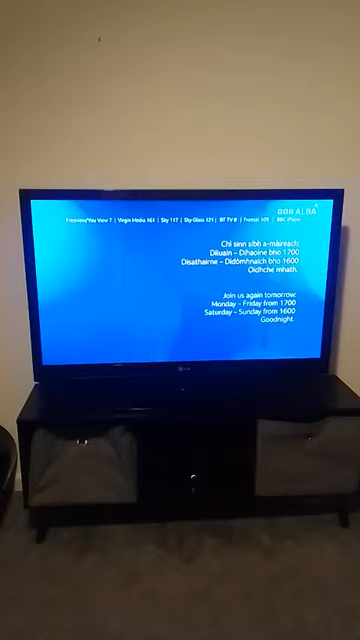 BBC ALBA
Freeview/You View 7 | Virgin Media 161 | Sky 117 | Sky Glass 121 | BT TV 8 | Freesat 109 | BBC iPlayer
Chì sinn sibh a-màireach:
Diluain – Dihaoine bho 1700
Disathairne – Didòmhnaich bho 1600
Oidhche mhath.
Join us again tomorrow:
Monday – Friday from 1700
Saturday – Sunday from 1600
Goodnight.
LG